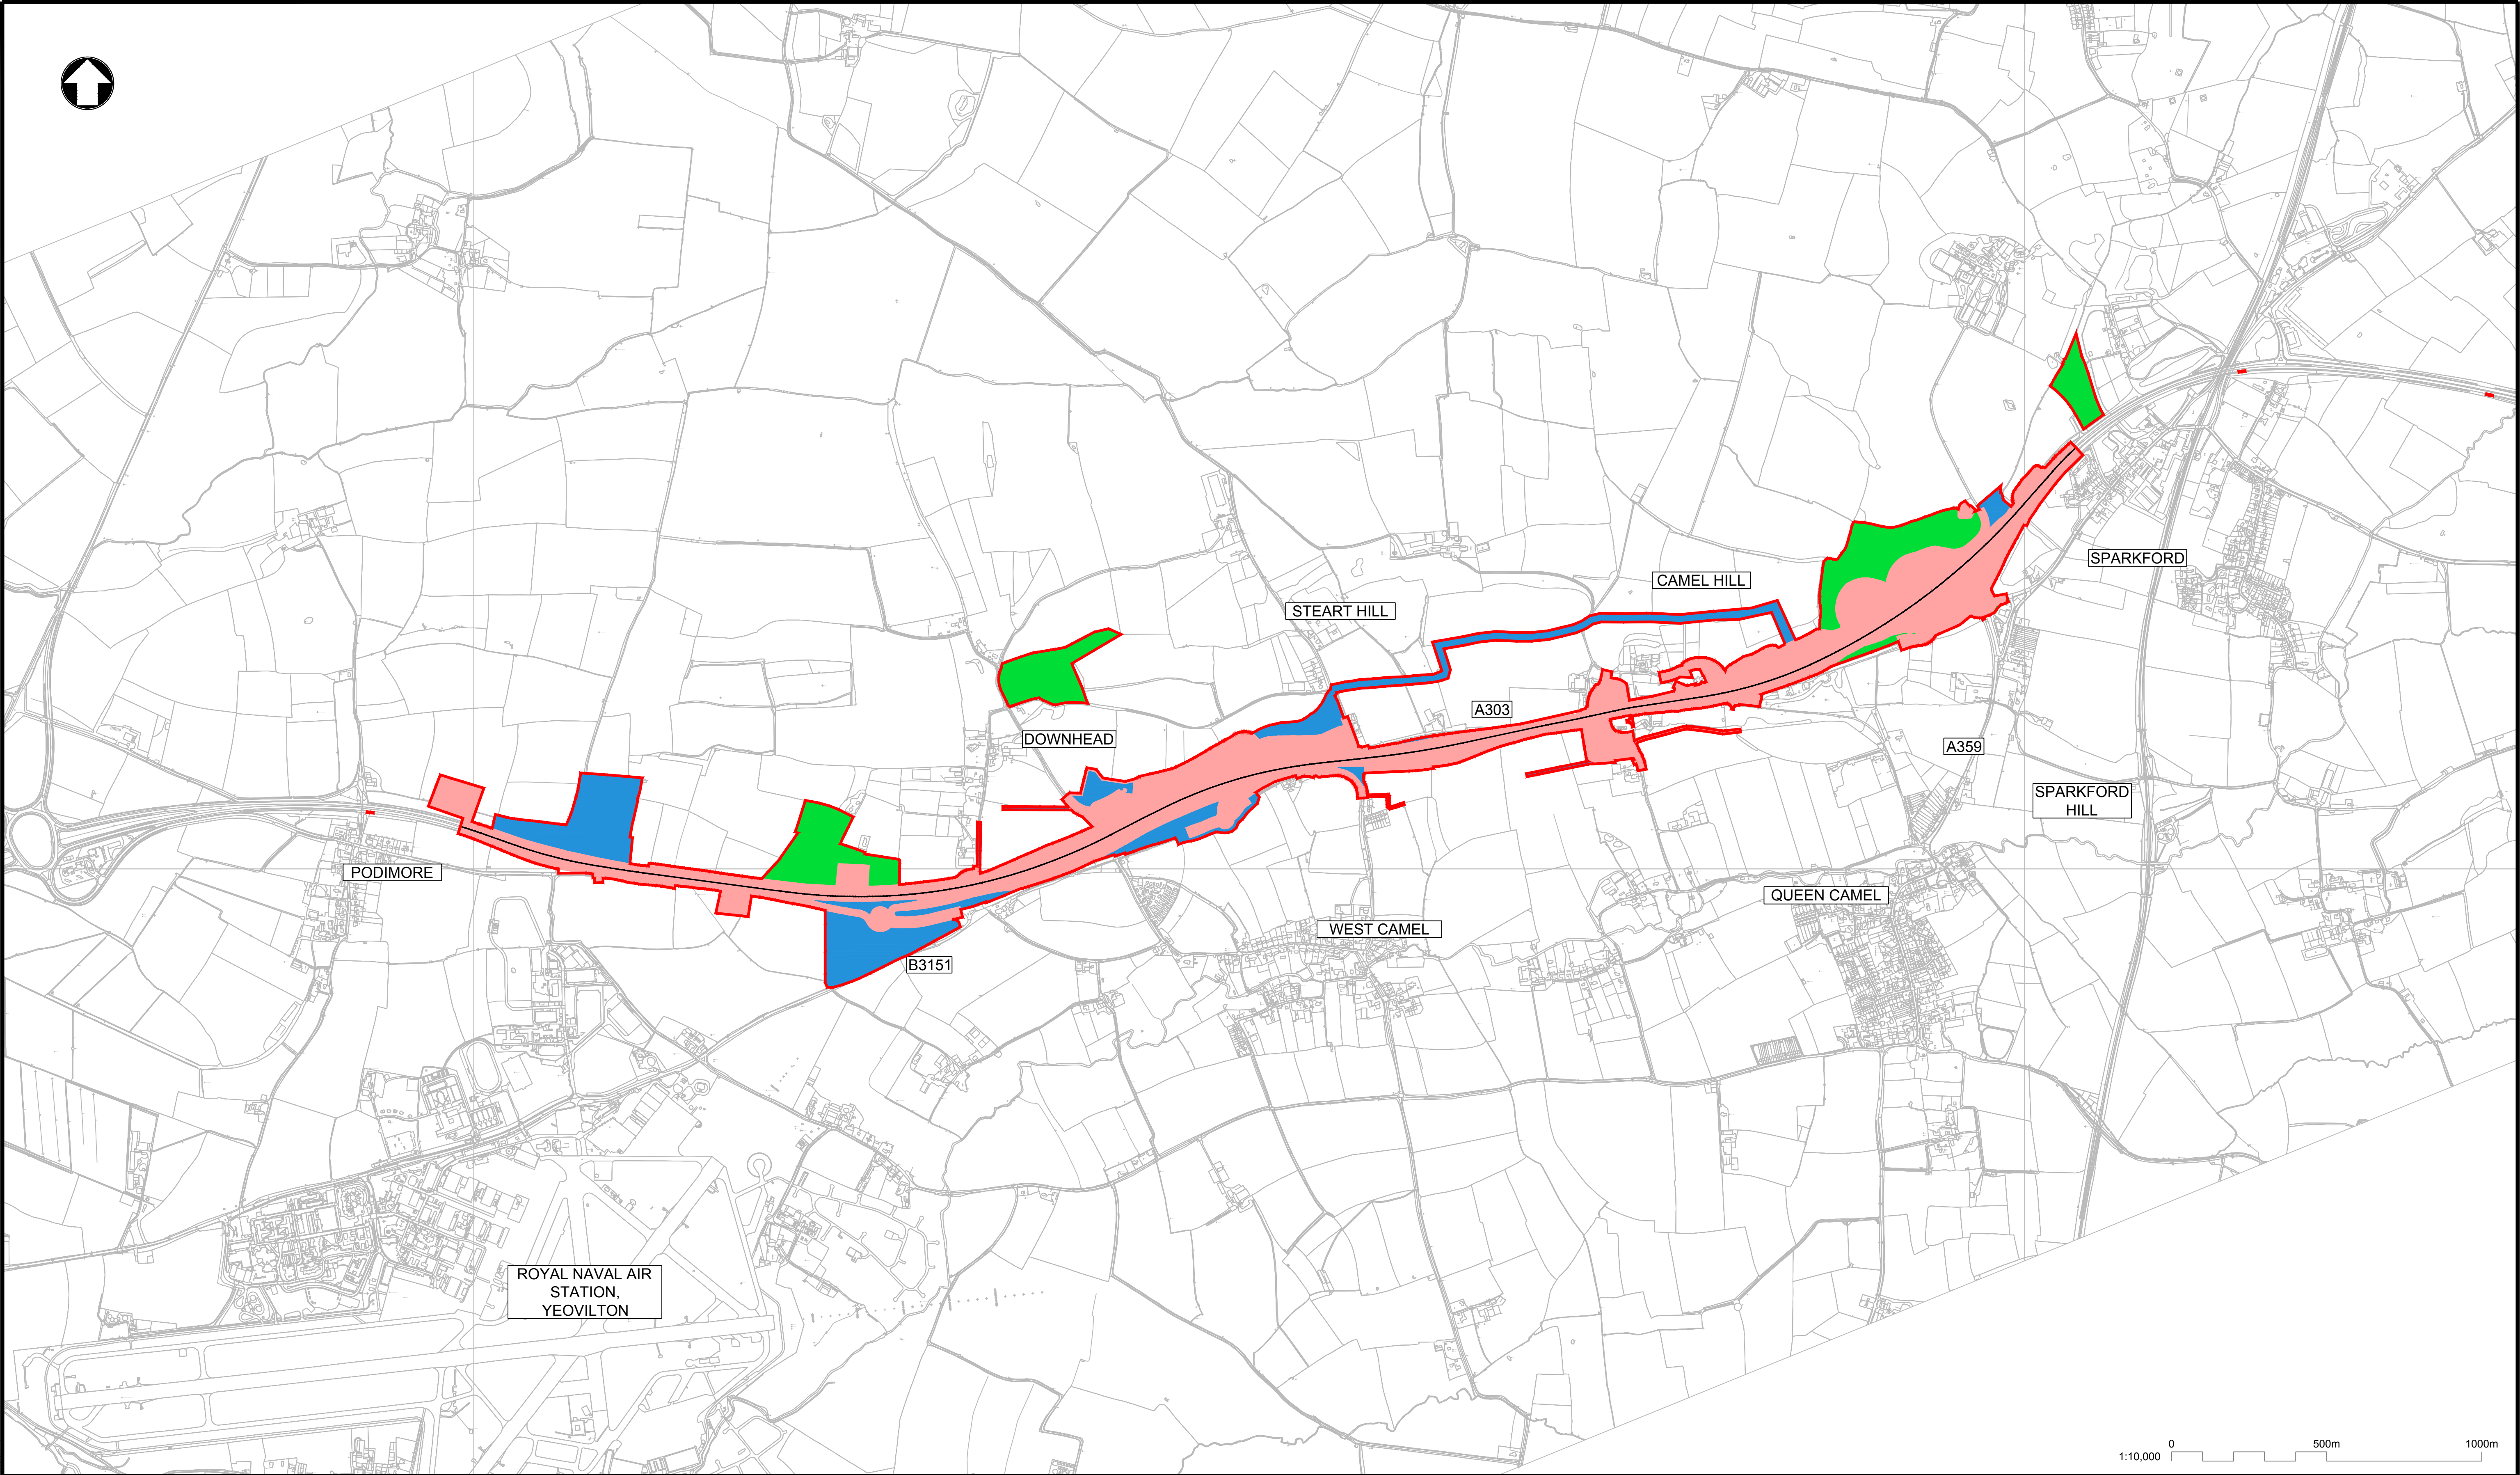 SPARKFORD
CAMEL HILL
STEART HILL
A303
DOWNHEAD
A359
SPARKFORD
HILL
PODIMORE
QUEEN CAMEL
WEST CAMEL
B3151
ROYAL NAVAL AIR
STATION,
YEOVILTON
0 500m 1000m
1:10,000